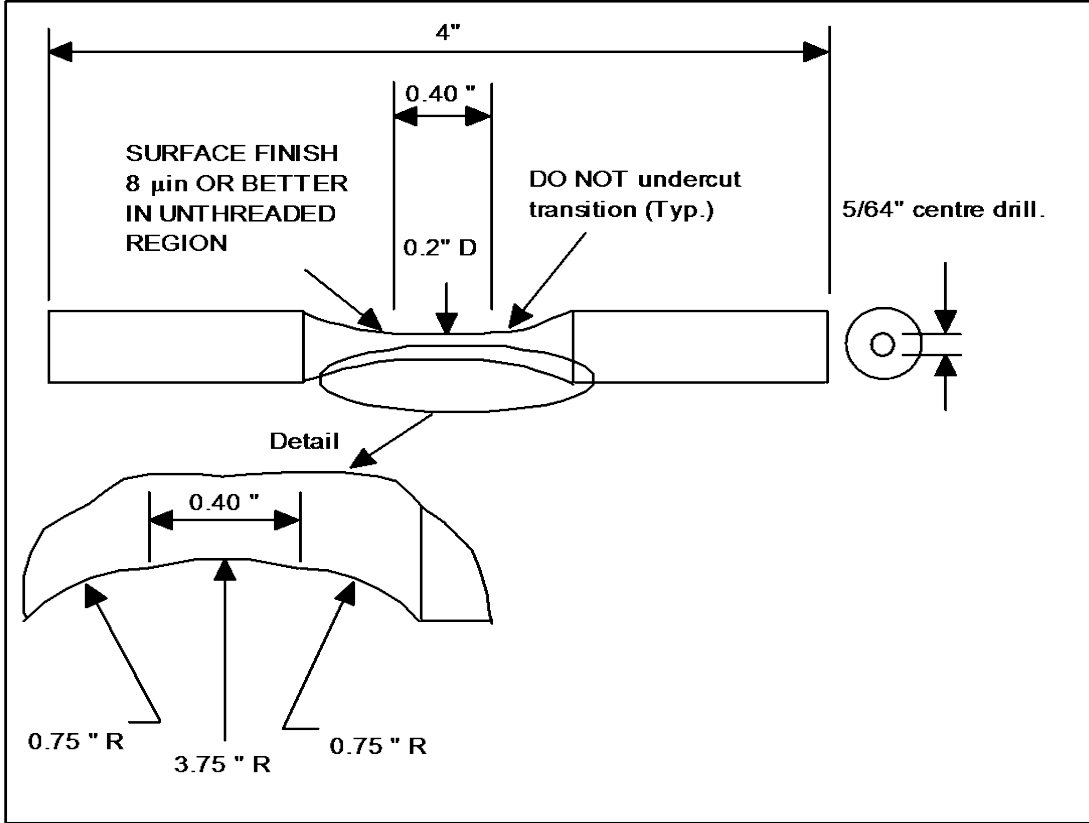 4"
0.40 "
SURFACE FINISH
8 μin OR BETTER
IN UNTHREADED
REGION
DO NOT undercut
transition (Typ.)
5/64" centre drill.
0.2" D
Detail
0.40 "
0.75 " R
3.75 " R
0.75 " R